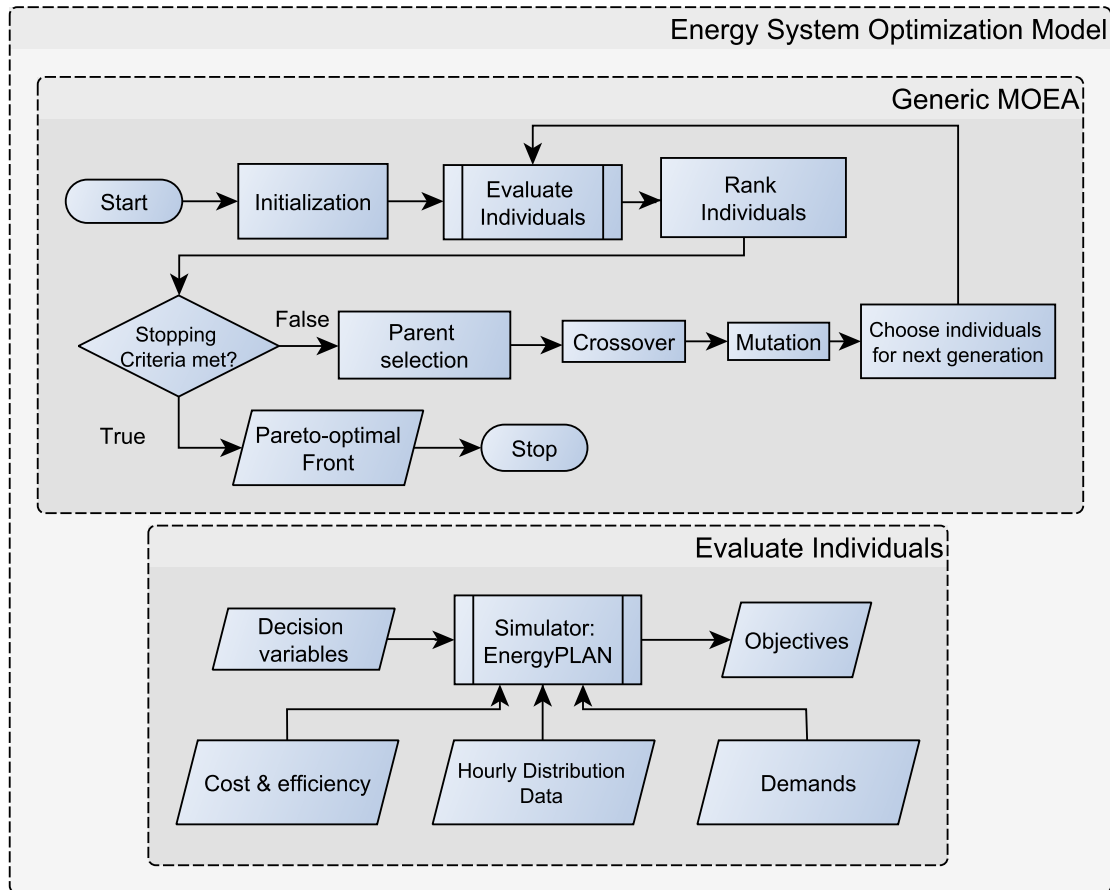 Energy System Optimization Model
Generic MOEA
Start
Initialization
Evaluate
Individuals
Rank
Individuals
Stopping
Criteria met?
False
Parent
selection
Crossover
Mutation
Choose individuals
for next generation
True
Pareto-optimal
Front
Stop
Evaluate Individuals
Decision
variables
Simulator:
EnergyPLAN
Objectives
Cost & efficiency
Hourly Distribution
Data
Demands